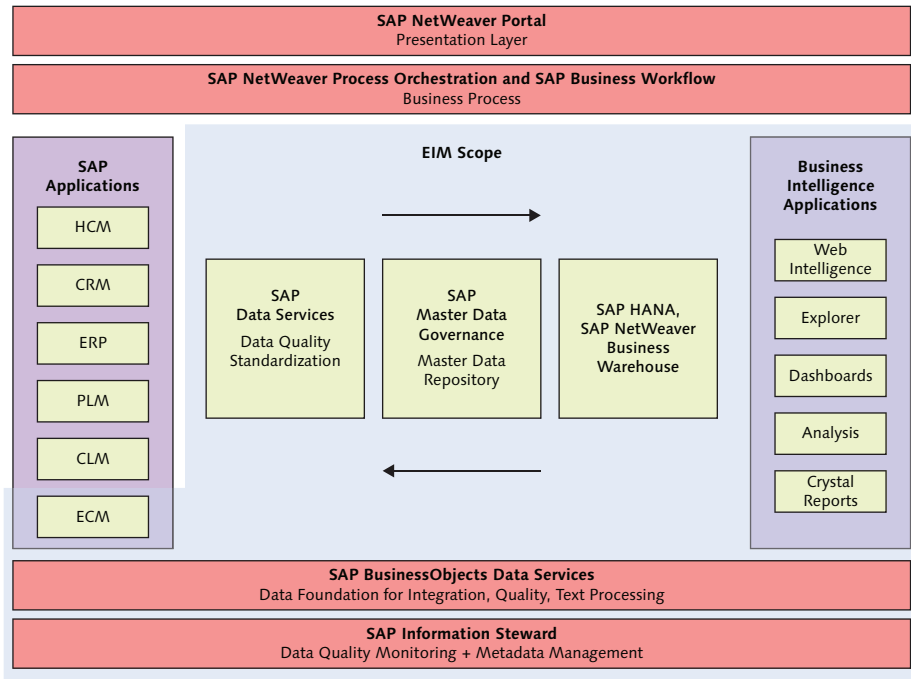 SAP NetWeaver Portal
Presentation Layer
SAP NetWeaver Process Orchestration and SAP Business Workflow
Business Process
SAP
Applications
HCM
CRM
ERP
PLM
CLM
ECM
EIM Scope
SAP
Data Services
Data Quality
Standardization
SAP
Master Data
Governance
Master Data
Repository
SAP HANA,
SAP NetWeaver
Business
Warehouse
Business
Intelligence
Applications
Web
Intelligence
Explorer
Dashboards
Analysis
Crystal
Reports
SAP BusinessObjects Data Services
Data Foundation for Integration, Quality, Text Processing
SAP Information Steward
Data Quality Monitoring + Metadata Management